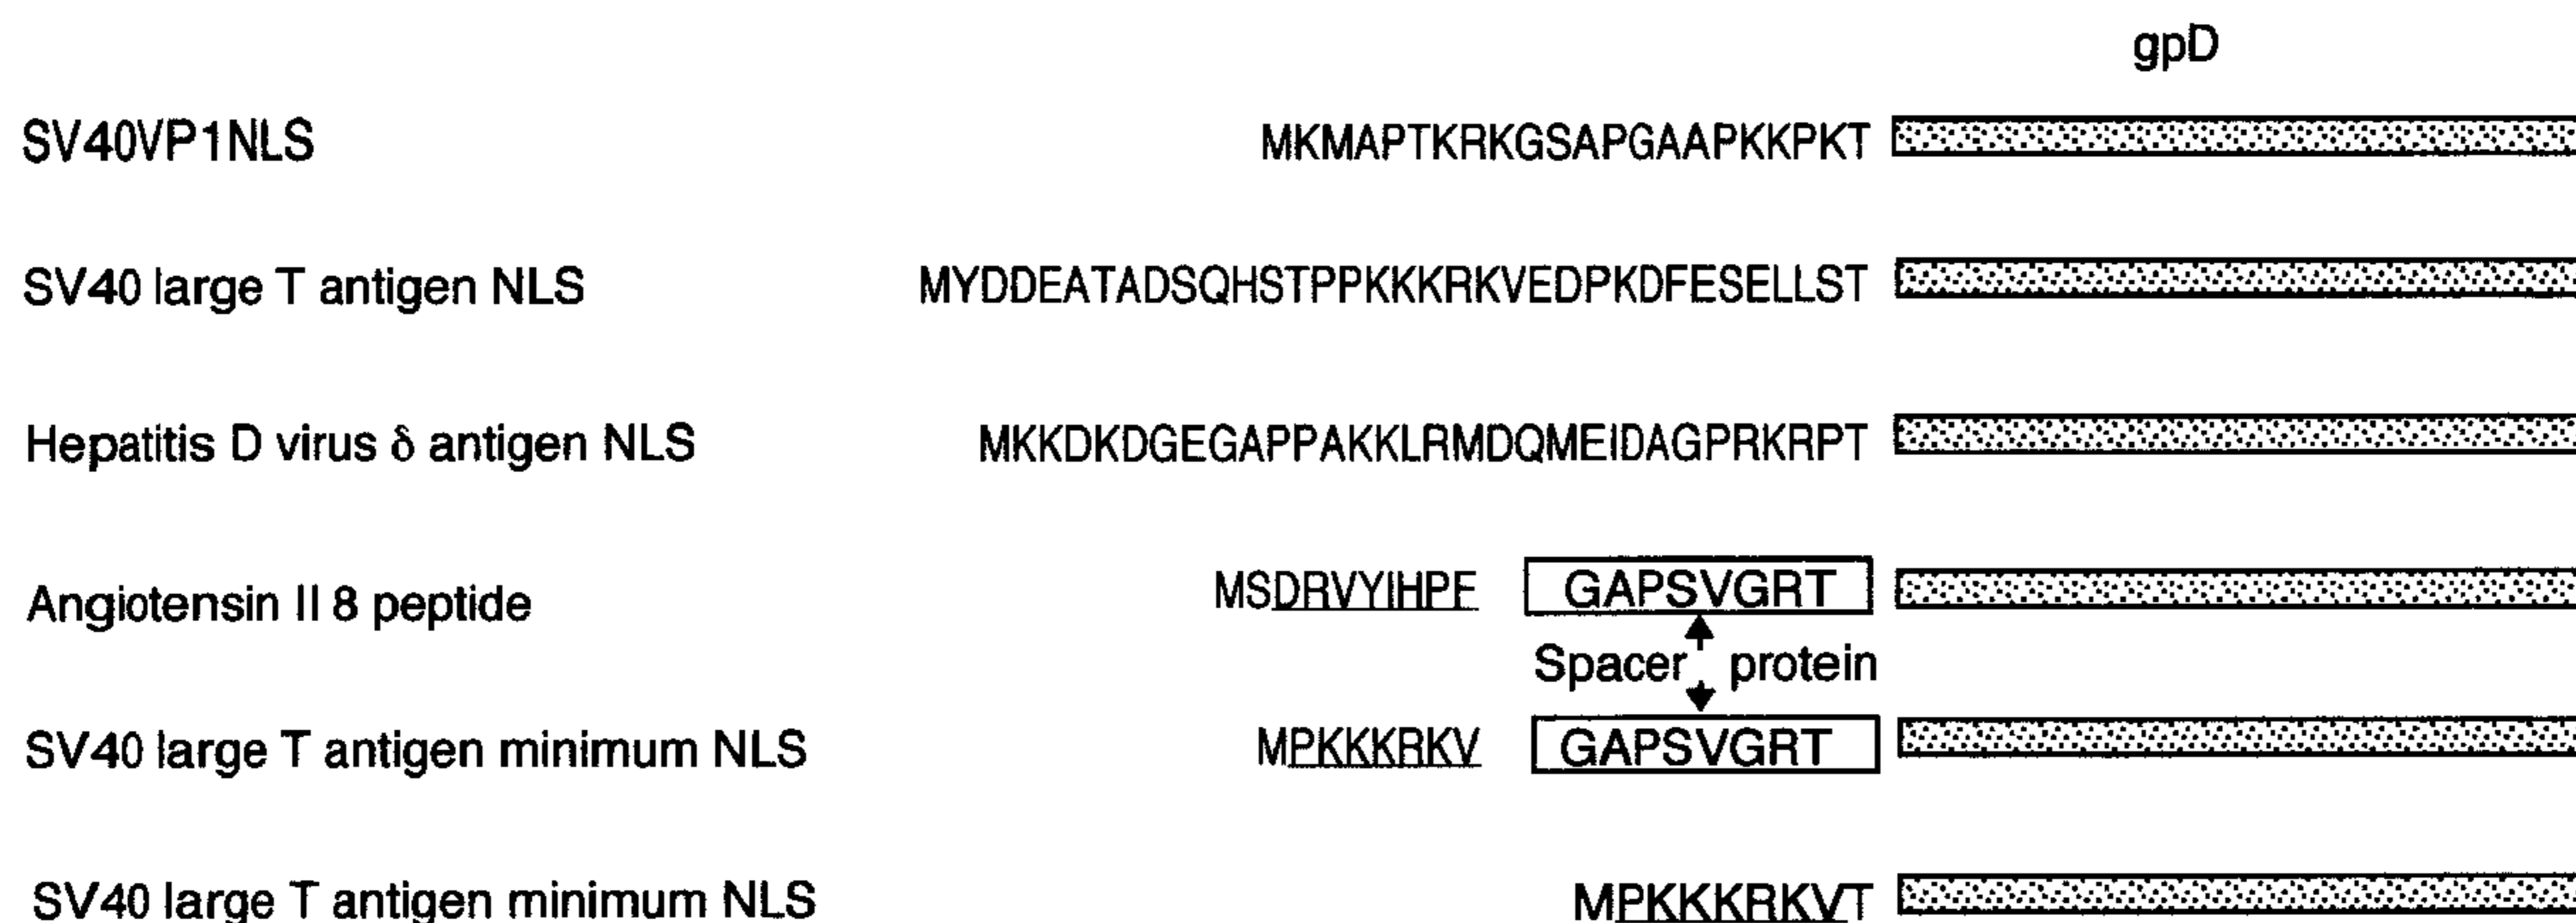 gpD
SV40VP1NLS MKMAPTKRKGSAPGAAPKKPKT
SV40 large T antigen NLS MYDDEATADSQHSTPPKKKRKVEDPKDFESELLST
Hepatitis D virus δ antigen NLS MKKDKDGEGAPPAKKLRMDQMEIDAGPRKRPT
Angiotensin II 8 peptide MSDRVYIHPF GAPSVGRT
Spacer protein
SV40 large T antigen minimum NLS MPKKKRKV GAPSVGRT
SV40 large T antigen minimum NLS MPKKKRKVT